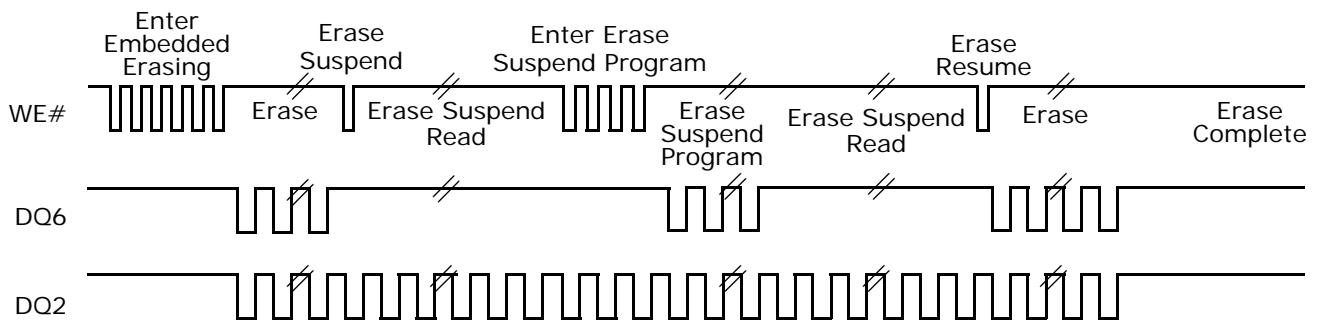 Enter
Embedded
Erasing
Erase
Suspend
Enter Erase
Suspend Program
Erase
Resume
WE#
Erase
Erase Suspend
Read
Erase
Suspend
Program
Erase Suspend
Read
Erase
Erase
Complete
DQ6
DQ2